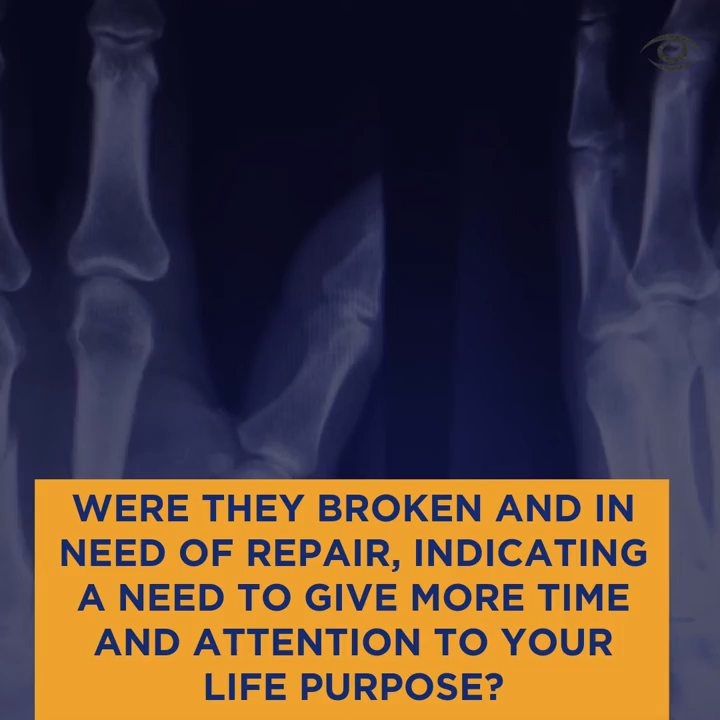 WERE THEY BROKEN AND IN
NEED OF REPAIR, INDICATING
A NEED TO GIVE MORE TIME
AND ATTENTION TO YOUR
LIFE PURPOSE?